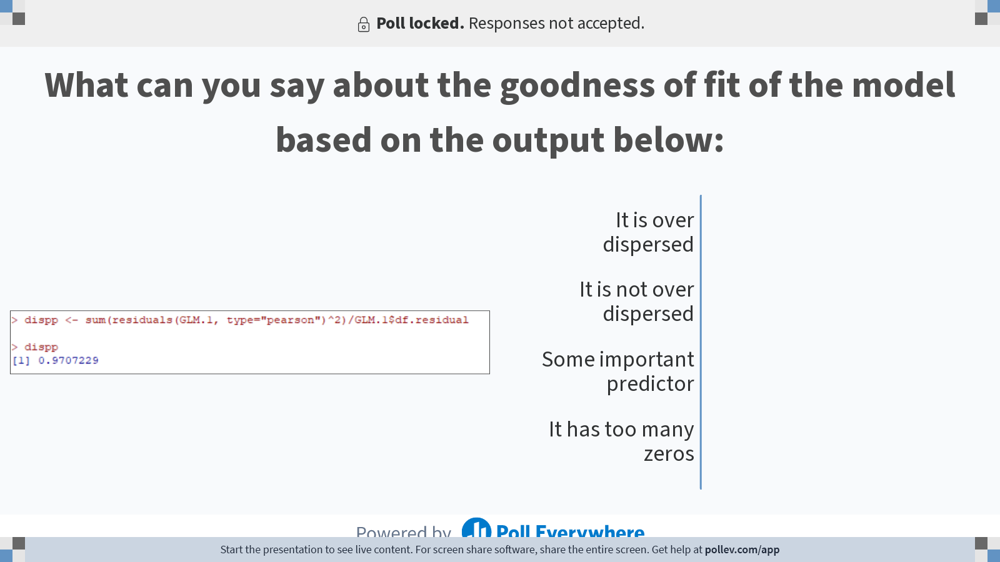 Poll locked. Responses not accepted.
What can you say about the goodness of fit of the model
based on the output below:
It is over
dispersed
It is not over
dispersed
> dispp <- sum(residuals(GLM.1, type="pearson")^2)/GLM.1$df.residual
> dispp
[1] 0.9707229
Some important
predictor
It has too many
zeros
Powered by Poll Everywhere
Start the presentation to see live content. For screen share software, share the entire screen. Get help at pollev.com/app